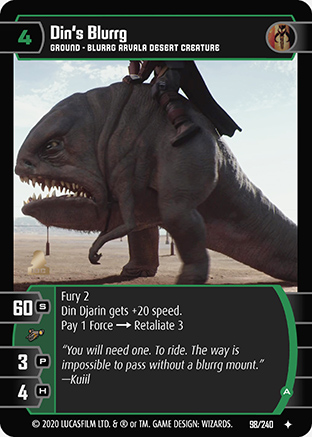 4
Din's Blurrg
GROUND - BLURRG ARVALA DESERT CREATURE
60 S
Fury 2
Din Djarin gets +20 speed.
Pay 1 Force → Retaliate 3
3 P
4 H
"You will need one. To ride. The way is
impossible to pass without a blurrg mount."
—Kuiil
A
© 2020 LUCASFILM LTD. & ® OR TM. GAME DESIGN: WIZARDS. 98/240